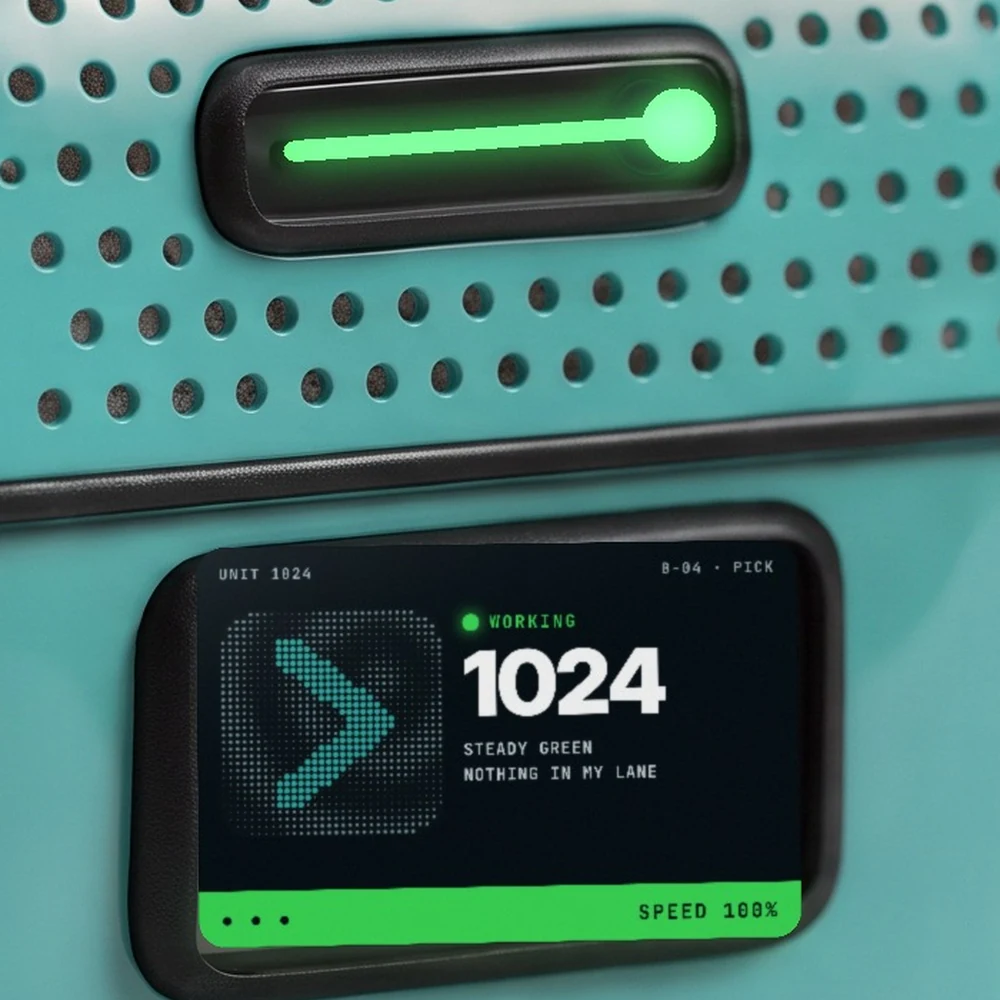 UNIT 1024
B-04 · PICK
WORKING
1024
STEADY GREEN
NOTHING IN MY LANE
SPEED 100%